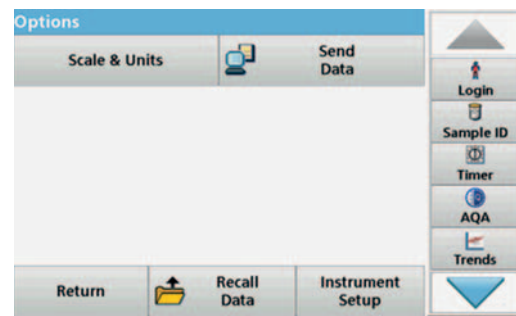 Options
Scale & Units
Send
Data
Login
Sample ID
Timer
AQA
Trends
Return
Recall
Data
Instrument
Setup